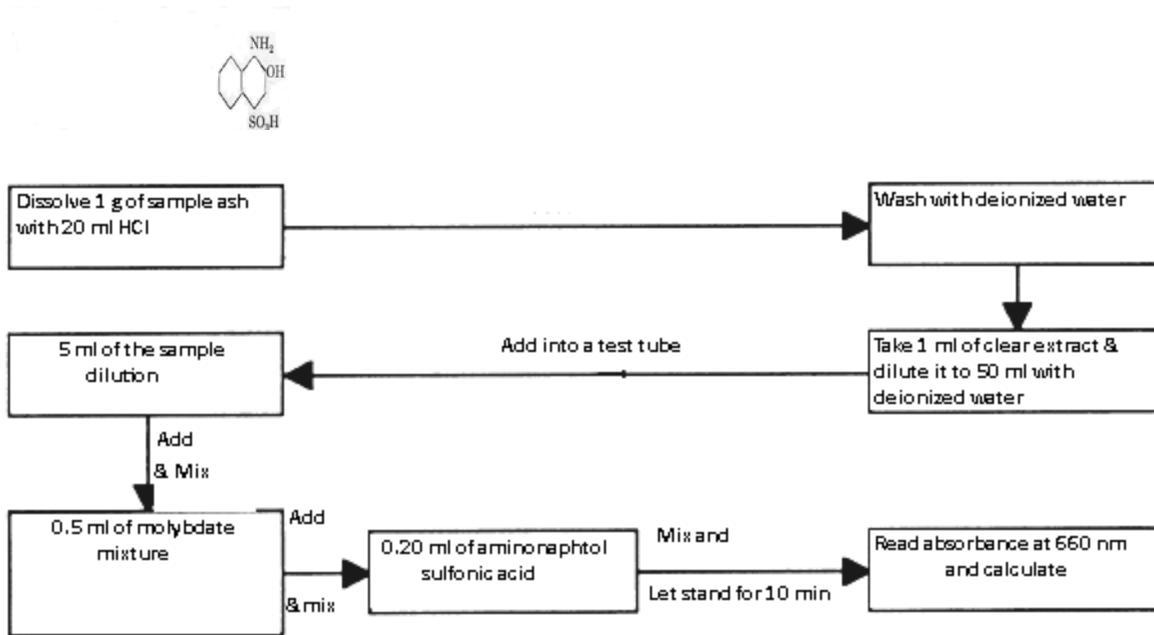 NH2
OH
SO3H
Dissolve 1 g of sample ash
with 20 ml HCl
Wash with deionized water
5 ml of the sample
dilution
Add into a test tube
Take 1 ml of clear extract &
dilute it to 50 ml with
deionized water
Add
& Mix
0.5 ml of molybdate
mixture
Add
& mix
0.20 ml of aminonaphtol
sulfonic acid
Mix and
Let stand for 10 min
Read absorbance at 660 nm
and calculate